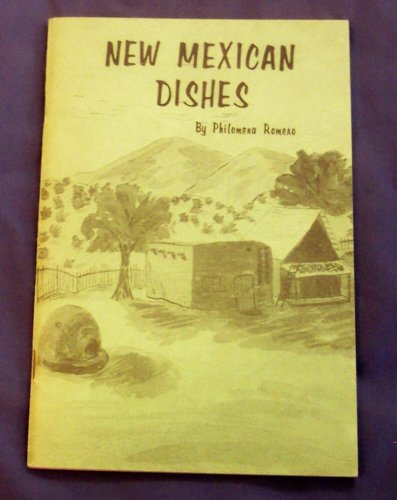 NEW MEXICAN
DISHES
By Philomena Romero